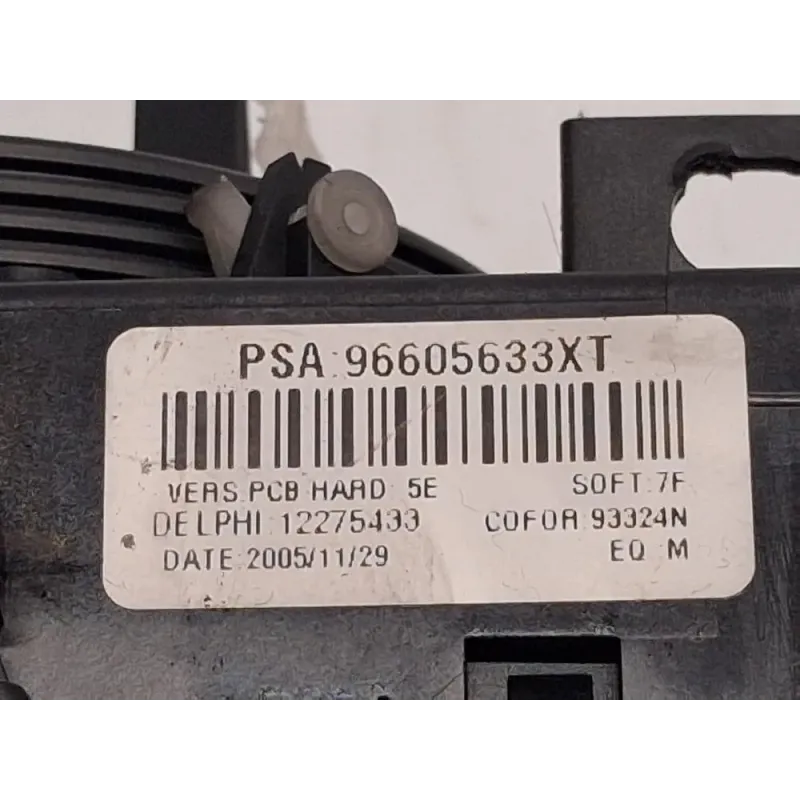 PSA:96605633XT
VERS.PCB HARD: 5E SOFT:7F
DELPHI:12275433 COFOR:93324N
DATE:2005/11/29 EQ:M